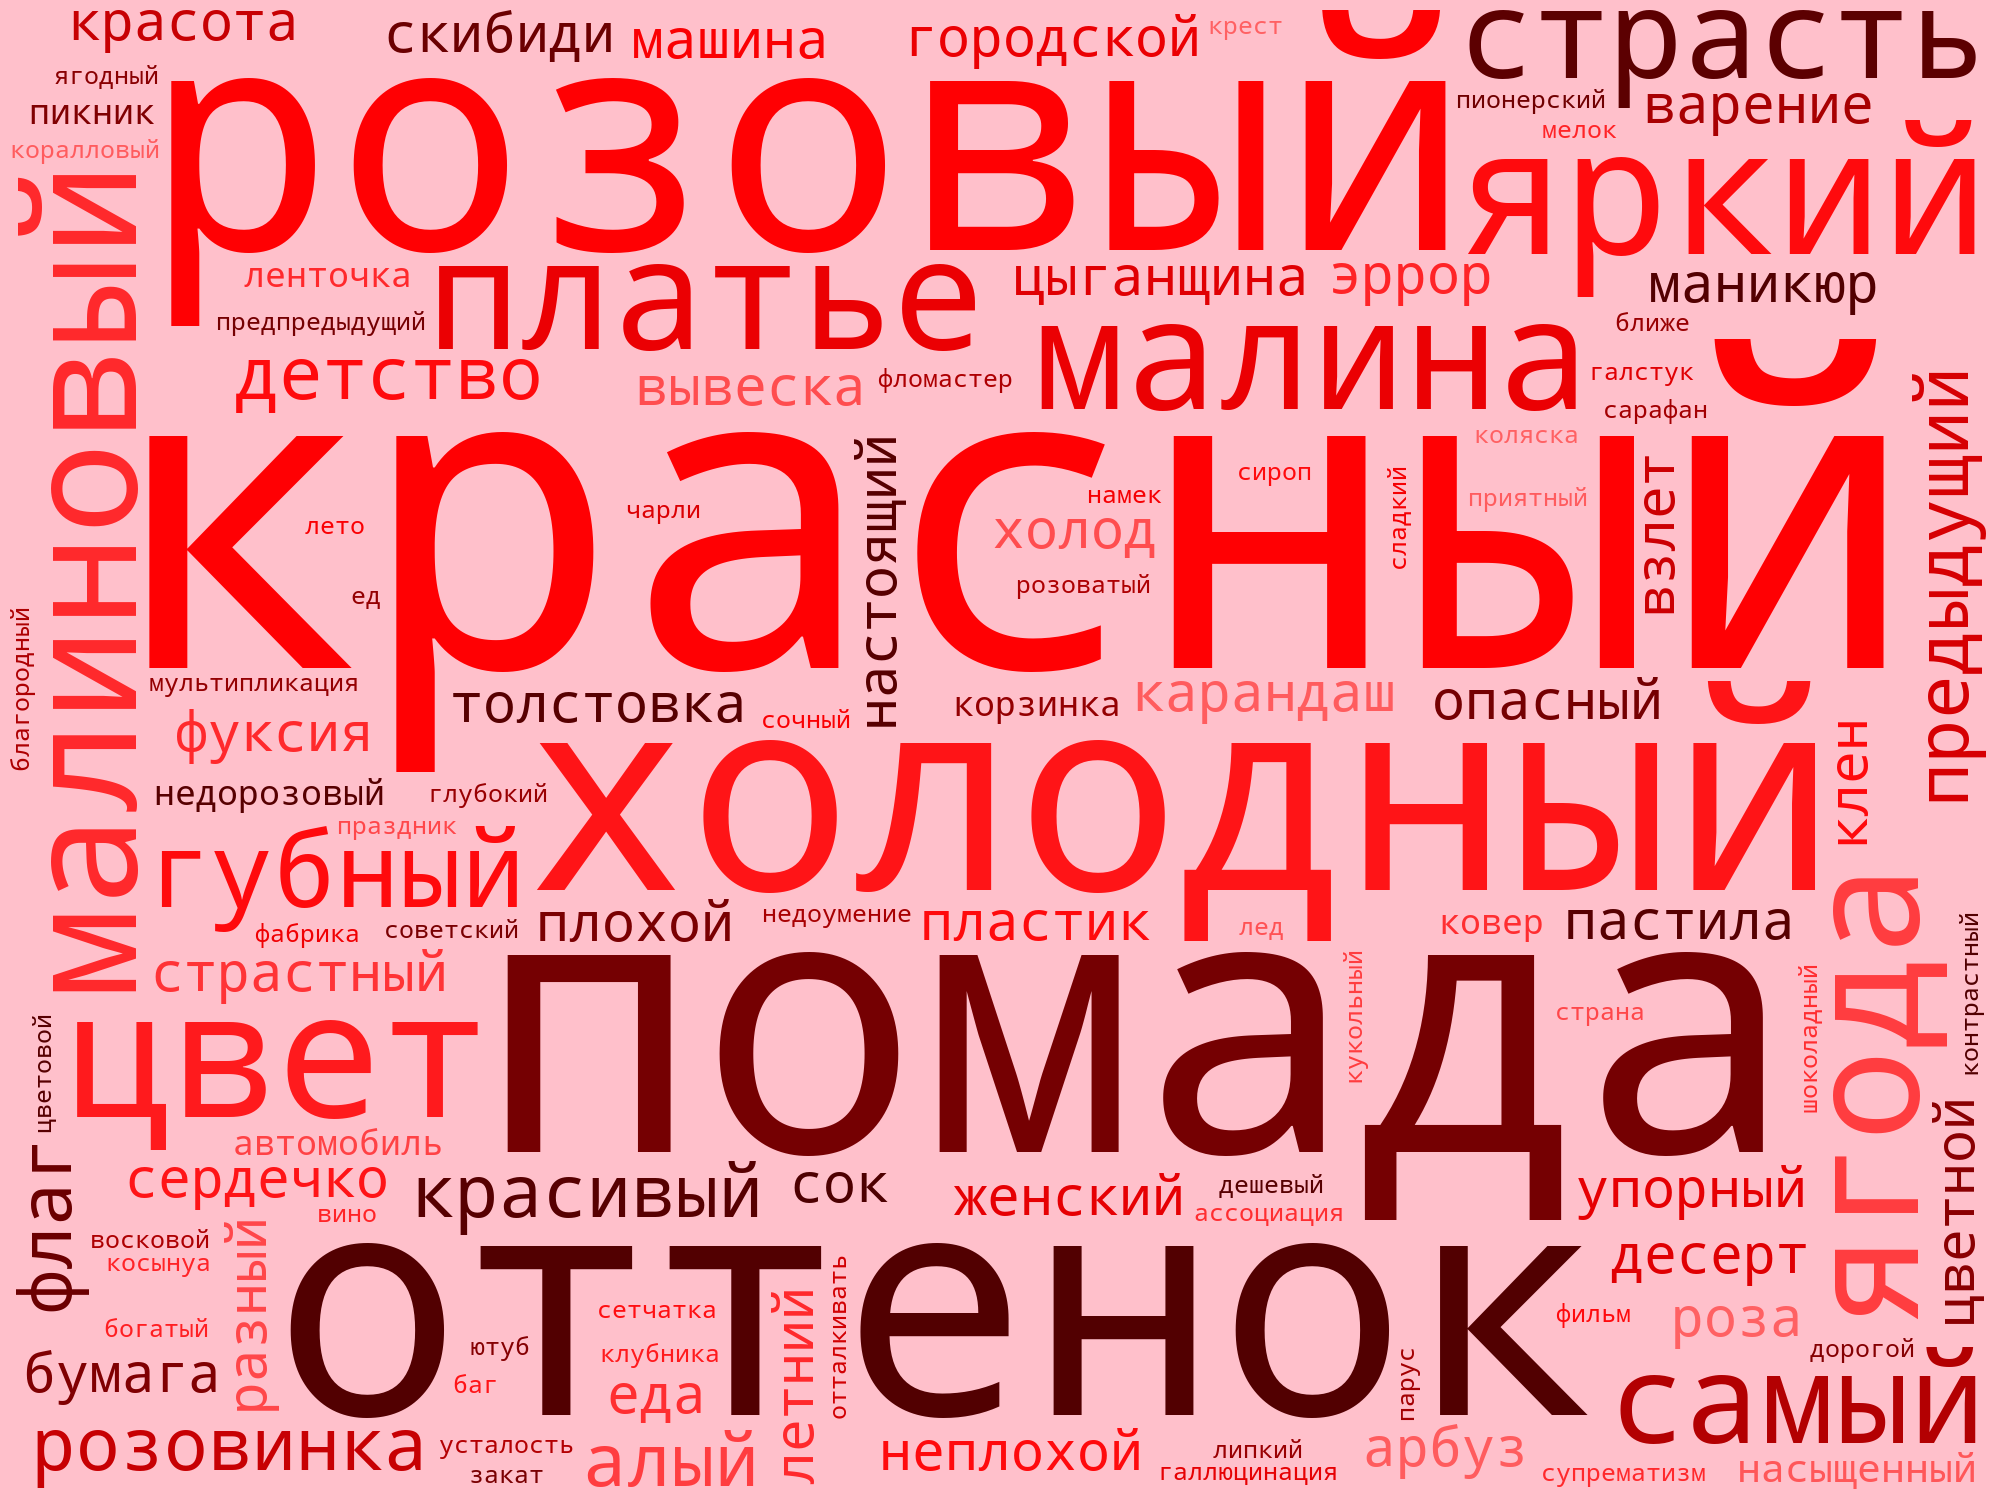 красота
скибиди
машина
городской
крест
страсть
ягодный
розовый
пикник
пионерский
варение
мелок
коралловый
яркий
малиновый
ленточка
платье
цыганщина
эррор
маникюр
предпредыдущий
малина
ближе
детство
вывеска
фломастер
галстук
сарафан
предыдущий
красный
коляска
настоящий
сироп
намек
сладкий
приятный
взлет
чарли
лето
холод
розоватый
ед
благородный
мультипликация
толстовка
сочный
корзинка
карандаш
опасный
фуксия
холодный
клен
недорозовый
глубокий
праздник
губный
фабрика
советский
плохой
недоумение
пластик
лед
ковер
пастила
ягода
контрастный
страстный
помада
кукольный
страна
шоколадный
цвет
цветовой
автомобиль
флаг
сердечко
красивый
сок
женский
дешевый
ассоциация
упорный
цветной
вино
восковой
косынуа
разный
оттенок
десерт
сетчатка
летний
отталкивать
фильм
роза
богатый
ютуб
клубника
дорогой
бумага
баг
еда
парус
самый
розовинка
усталость
закат
алый
неплохой
липкий
галлюцинация
арбуз
супрематизм
насыщенный